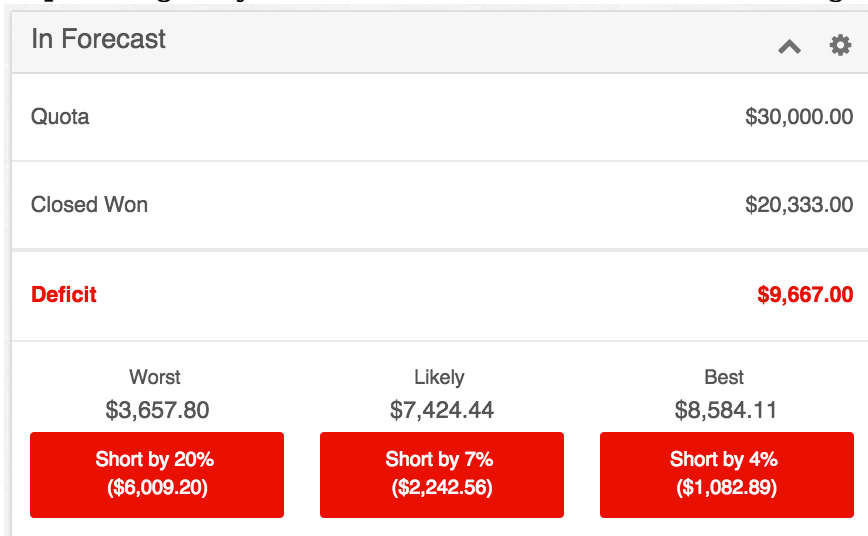 In Forecast
Quota $30,000.00
Closed Won $20,333.00
Deficit $9,667.00
Worst Likely Best
$3,657.80 $7,424.44 $8,584.11
Short by 20% Short by 7% Short by 4%
($6,009.20) ($2,242.56) ($1,082.89)